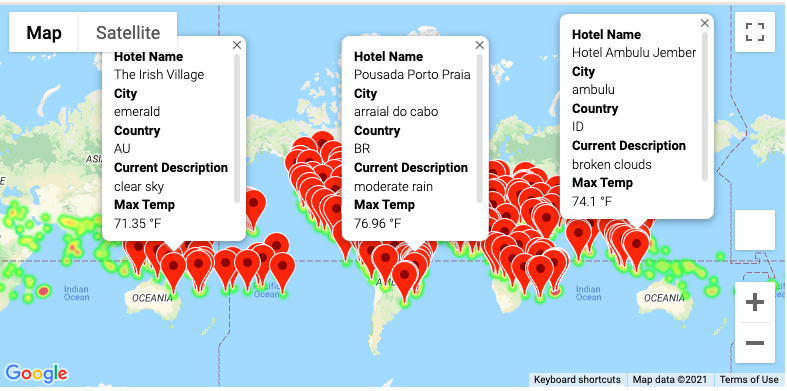 Map
Satellite
Hotel Name
The Irish Village
City
emerald
Country
AU
Current Description
clear sky
Max Temp
71.35 °F
Hotel Name
Pousada Porto Praia
City
arraial do cabo
Country
BR
Current Description
moderate rain
Max Temp
76.96 °F
Hotel Name
Hotel Ambulu Jember
City
ambulu
Country
ID
Current Description
broken clouds
Max Temp
74.1 °F
Indian
Ocean
OCEANIA
Ocean
Indian
Ocean
OCEANIA
Google
Keyboard shortcuts
Map data ©2021
Terms of Use